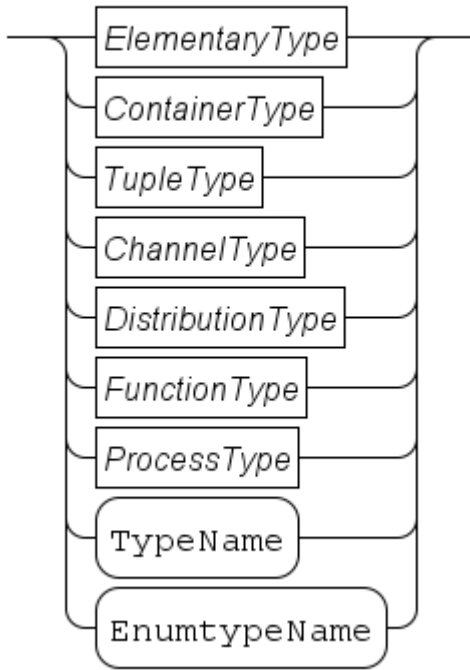 ElementaryType
ContainerType
TupleType
ChannelType
DistributionType
FunctionType
ProcessType
TypeName
EnumtypeName